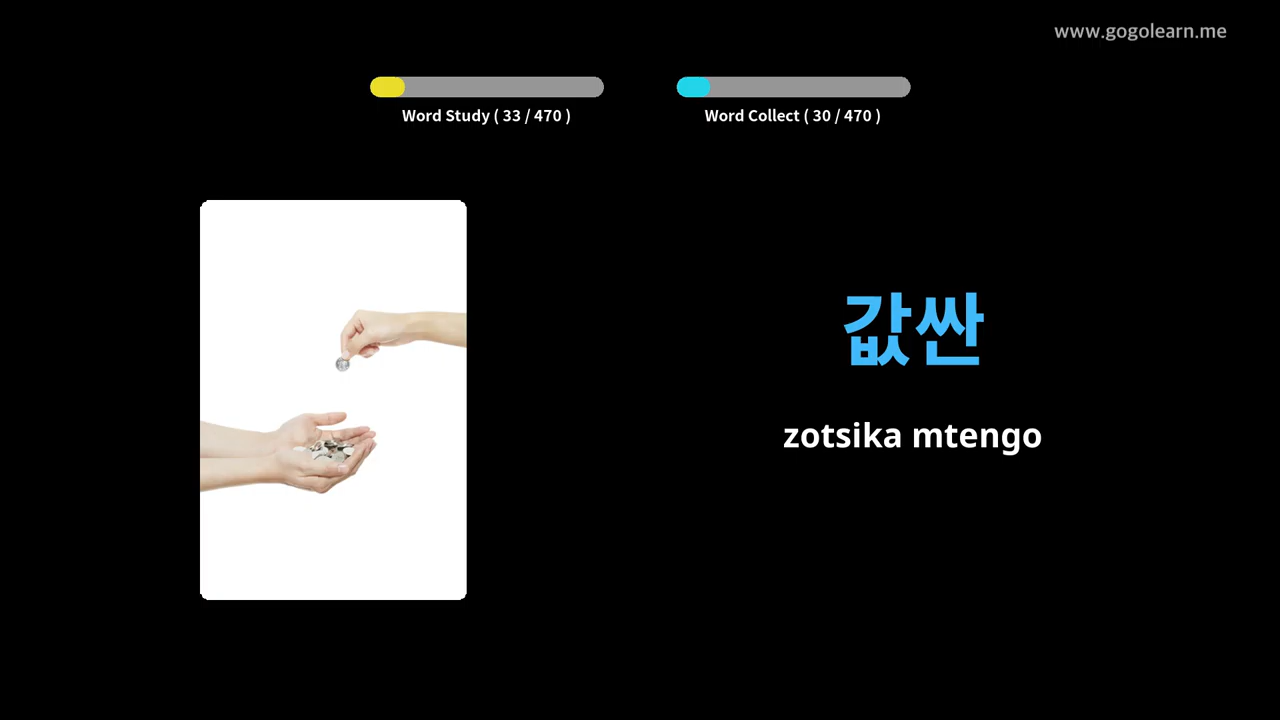 www.gogolearn.me
Word Study ( 33 / 470 )
Word Collect ( 30 / 470 )
값싼
zotsika mtengo